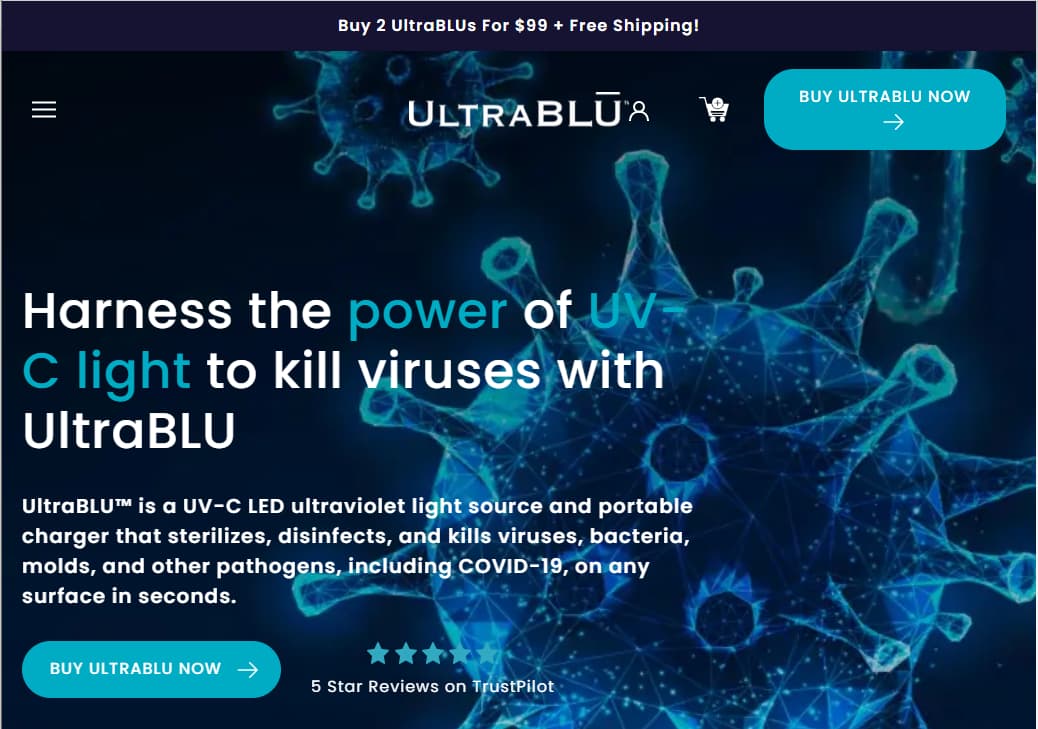 Buy 2 UltraBLUs For $99 + Free Shipping!
ULTRABLU™
BUY ULTRABLU NOW
Harness the power of UV-
C light to kill viruses with
UltraBLU
UltraBLU™ is a UV-C LED ultraviolet light source and portable
charger that sterilizes, disinfects, and kills viruses, bacteria,
molds, and other pathogens, including COVID-19, on any
surface in seconds.
BUY ULTRABLU NOW
5 Star Reviews on TrustPilot